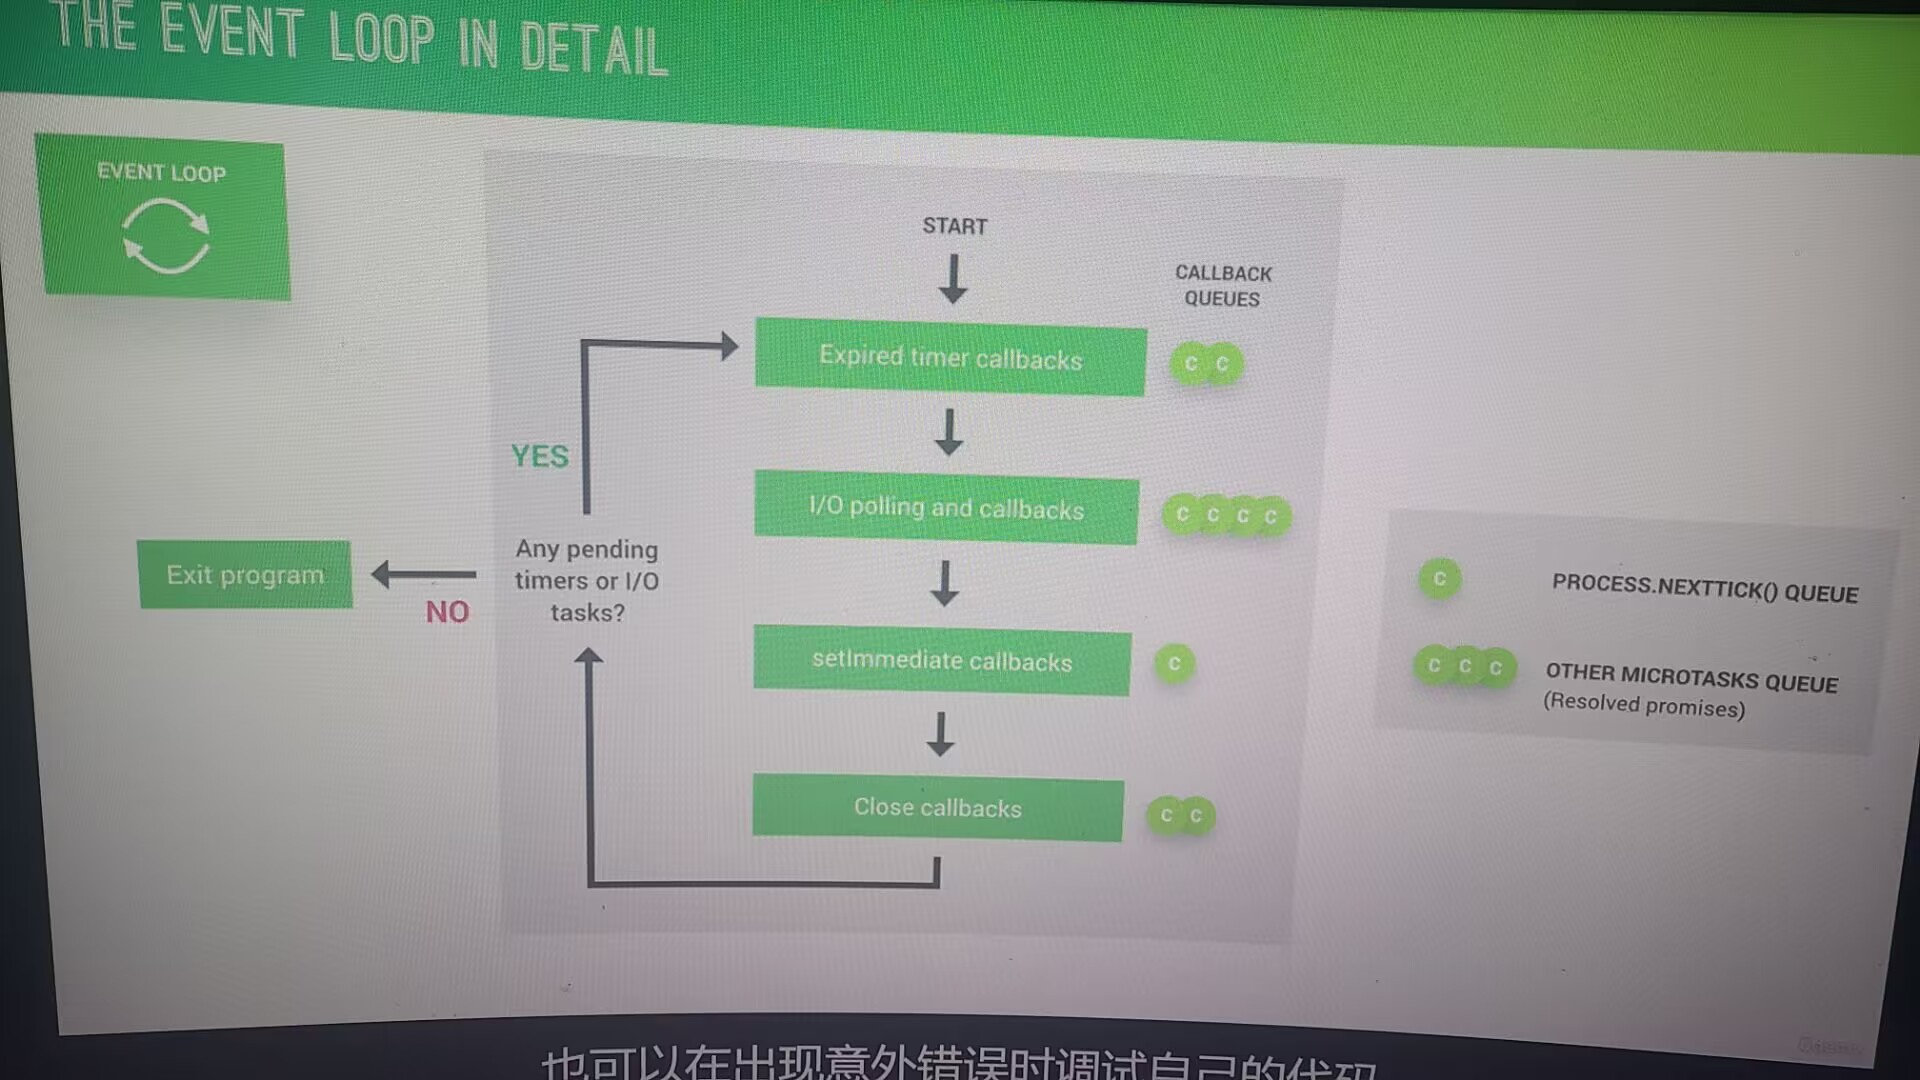 THE EVENT LOOP IN DETAIL
EVENT LOOP
START
CALLBACK
QUEUES
Expired timer callbacks
C C
YES
I/O polling and callbacks
C C C C
Any pending
timers or I/O
tasks?
Exit program
NO
setImmediate callbacks
C
Close callbacks
C C
C
PROCESS.NEXTTICK() QUEUE
C C C
OTHER MICROTASKS QUEUE
(Resolved promises)
也可以在出现意外错误时调试自己的代码